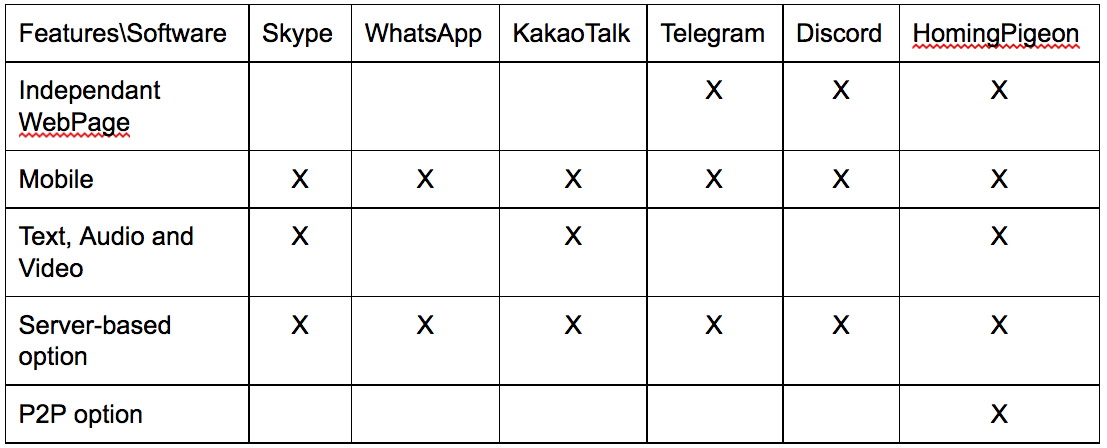 Features\Software Skype WhatsApp KakaoTalk Telegram Discord HomingPigeon
Independant
WebPage
X X X
Mobile X X X X X X
Text, Audio and
Video
X X X
Server-based
option
X X X X X X
P2P option X